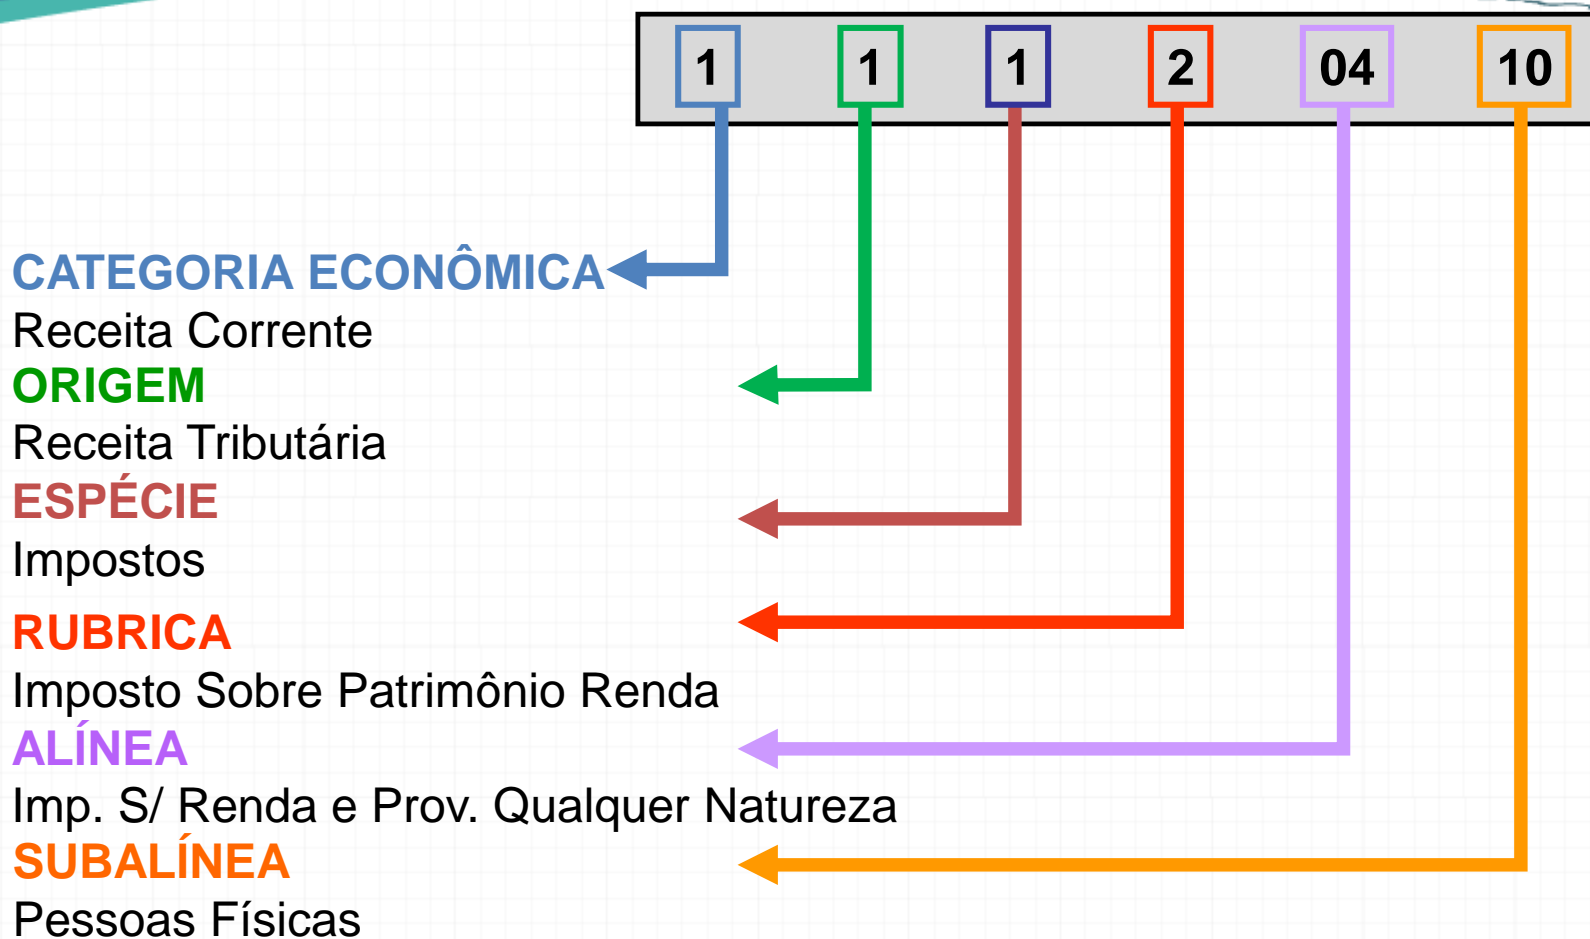 1 1 1 2 04 10
CATEGORIA ECONÔMICA
Receita Corrente
ORIGEM
Receita Tributária
ESPÉCIE
Impostos
RUBRICA
Imposto Sobre Patrimônio Renda
ALÍNEA
Imp. S/ Renda e Prov. Qualquer Natureza
SUBALÍNEA
Pessoas Físicas